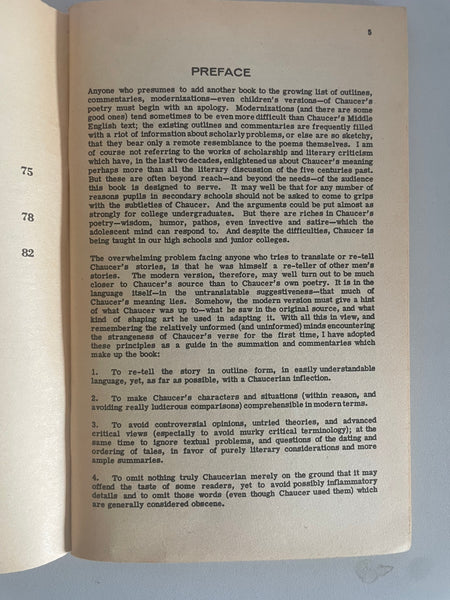 75
78
82
5
PREFACE
Anyone who presumes to add another book to the growing list of outlines,
commentaries, modernizations—even children's versions—of Chaucer's
poetry must begin with an apology. Modernizations (and there are some
good ones) tend sometimes to be even more difficult than Chaucer's Middle
English text; the existing outlines and commentaries are frequently filled
with a riot of information about scholarly problems, or else are so sketchy,
that they bear only a remote resemblance to the poems themselves. I am
of course not referring to the works of scholarship and literary criticism
which have, in the last two decades, enlightened us about Chaucer's meaning
perhaps more than all the literary discussion of the five centuries past.
But these are often beyond reach—and beyond the needs—of the audience
this book is designed to serve. It may well be that for any number of
reasons pupils in secondary schools should not be asked to come to grips
with the subtleties of Chaucer. And the arguments could be put almost as
strongly for college undergraduates. But there are riches in Chaucer's
poetry—wisdom, humor, pathos, even invective and satire—which the
adolescent mind can respond to. And despite the difficulties, Chaucer is
being taught in our high schools and junior colleges.
The overwhelming problem facing anyone who tries to translate or re-tell
Chaucer's stories, is that he was himself a re-teller of other men's
stories. The modern version, therefore, may well turn out to be much
closer to Chaucer's source than to Chaucer's own poetry. It is in the
language itself—in the untranslatable suggestiveness—that much of
Chaucer's meaning lies. Somehow, the modern version must give a hint
of what Chaucer was up to—what he saw in the original source, and what
kind of shaping art he used in adapting it. With all this in view, and
remembering the relatively unformed (and uninformed) minds encountering
the strangeness of Chaucer's verse for the first time, I have adopted
these principles as a guide in the summation and commentaries which
make up the book:
1. To re-tell the story in outline form, in easily understandable
language, yet, as far as possible, with a Chaucerian inflection.
2. To make Chaucer's characters and situations (within reason, and
avoiding really ludicrous comparisons) comprehensible in modern terms.
3. To avoid controversial opinions, untried theories, and advanced
critical views (especially to avoid murky critical terminology); at the
same time to ignore textual problems, and questions of the dating and
ordering of tales, in favor of purely literary considerations and more
ample summaries.
4. To omit nothing truly Chaucerian merely on the ground that it may
offend the taste of some readers, yet to avoid possibly inflammatory
details and to omit those words (even though Chaucer used them) which
are generally considered obscene.